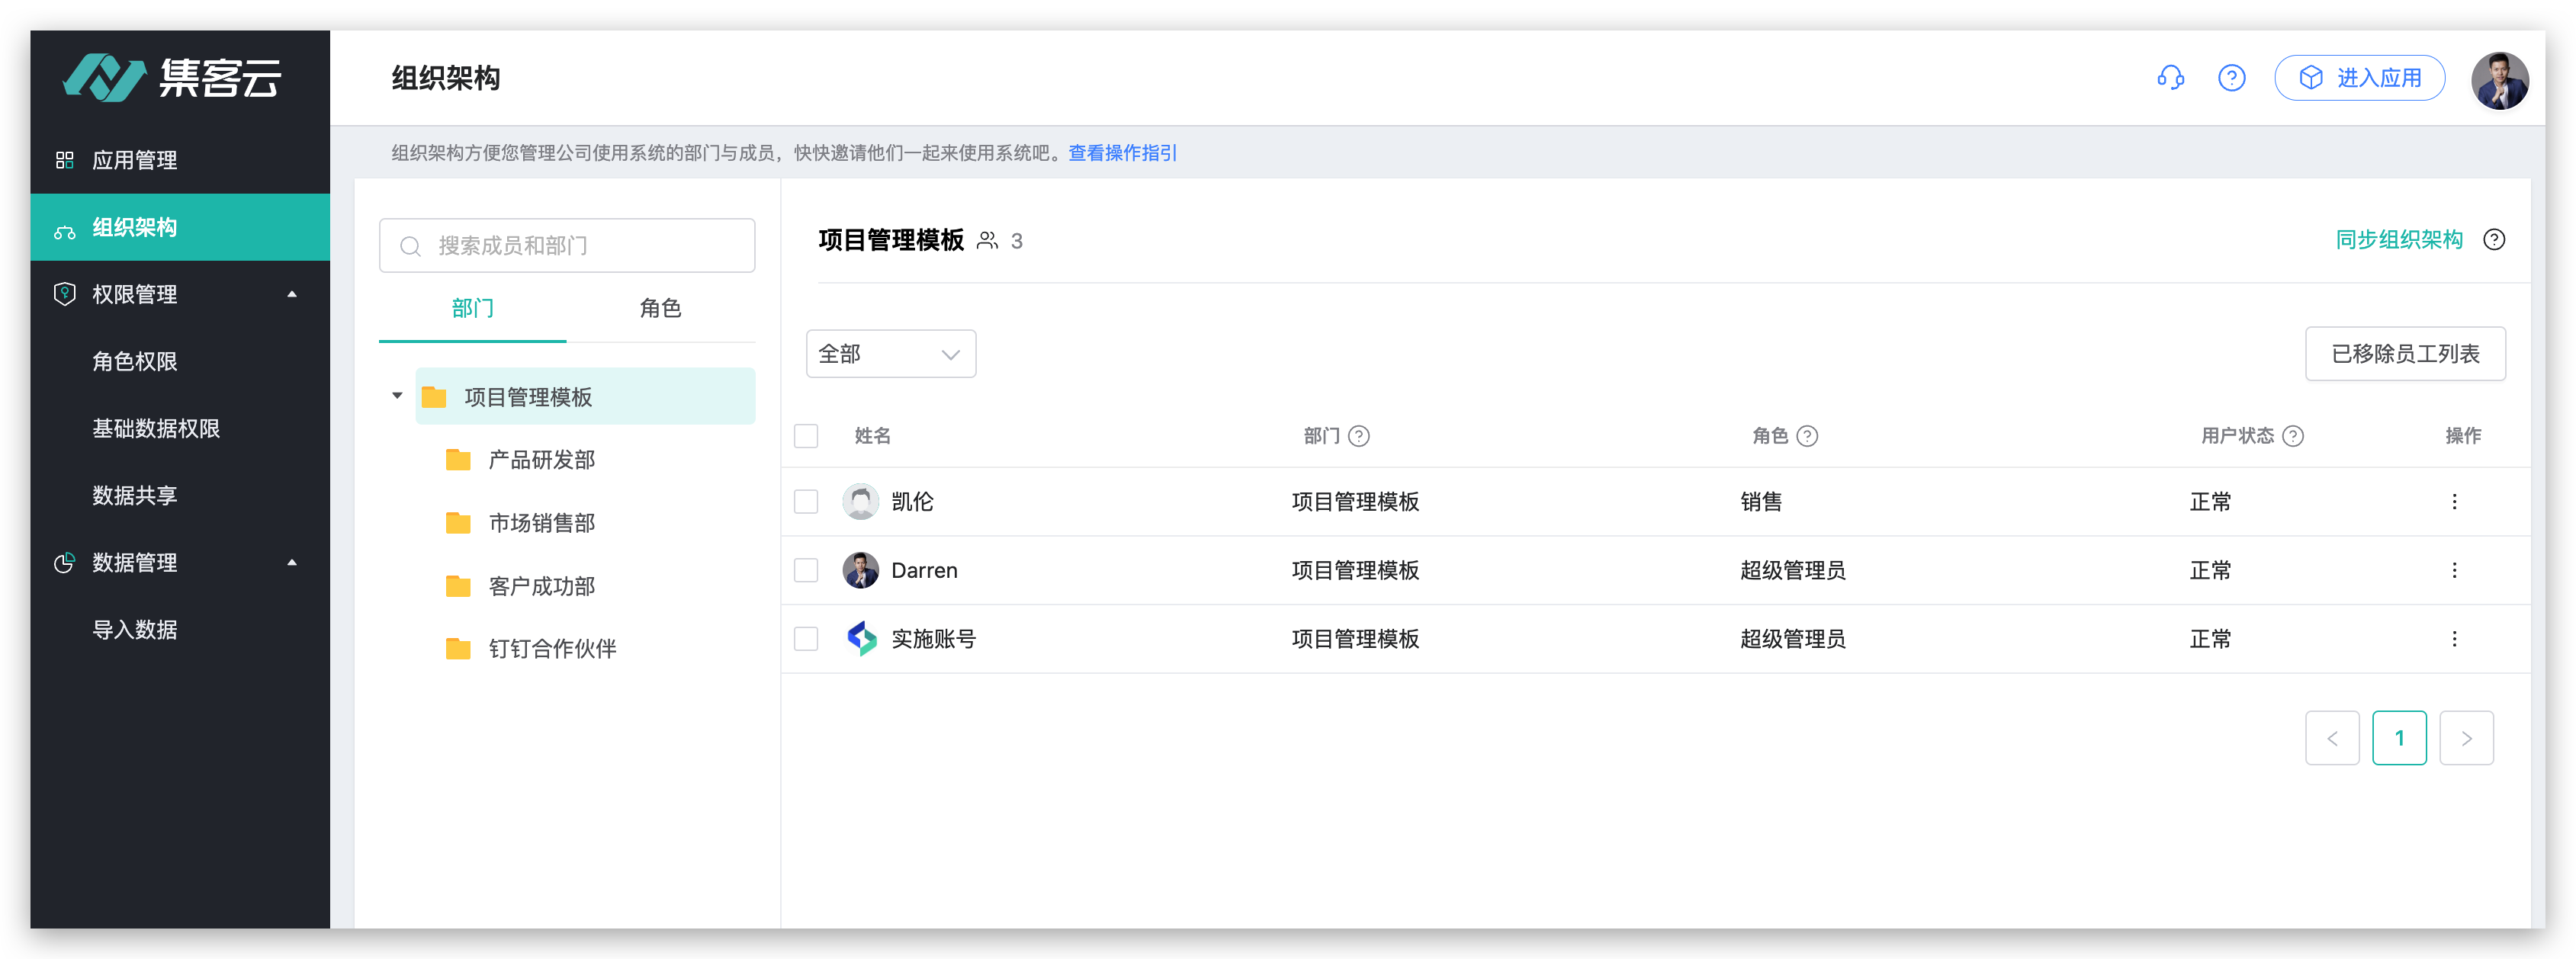 集客云
应用管理
组织架构
权限管理
角色权限
基础数据权限
数据共享
数据管理
导入数据
组织架构
进入应用
组织架构方便您管理公司使用系统的部门与成员，快快邀请他们一起来使用系统吧。查看操作指引
搜索成员和部门
部门 角色
项目管理模板
产品研发部
市场销售部
客户成功部
钉钉合作伙伴
项目管理模板 3
同步组织架构
全部
已移除员工列表
姓名 部门 角色 用户状态 操作
凯伦 项目管理模板 销售 正常
Darren 项目管理模板 超级管理员 正常
实施账号 项目管理模板 超级管理员 正常
< 1 >